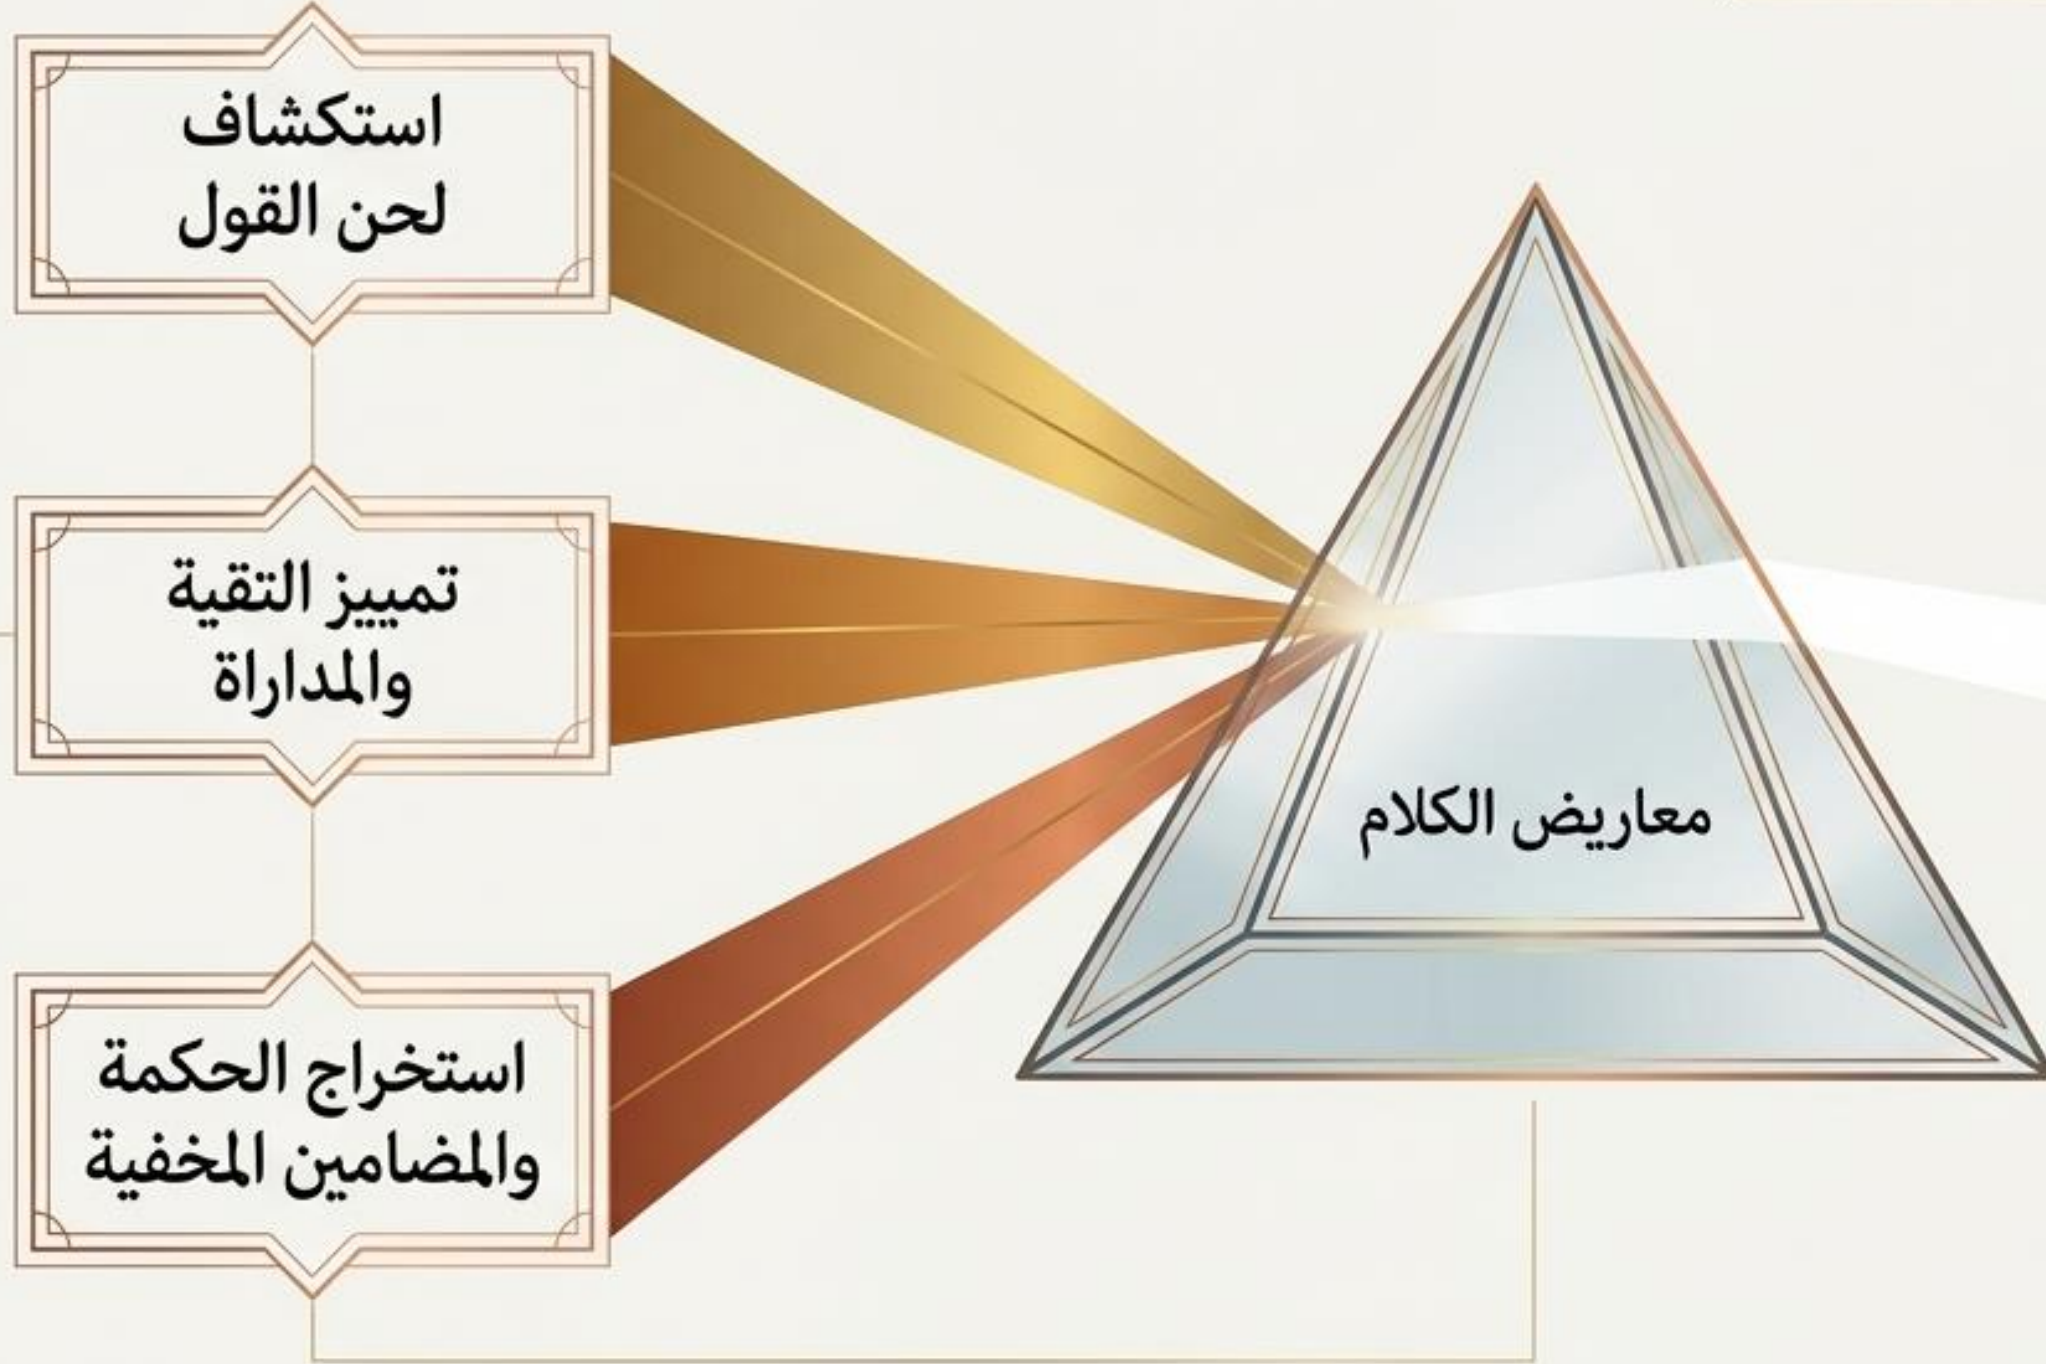 استكشاف
لحن القول
تمييز التقية
والمداراة
استخراج الحكمة
والمضامين المخفية
معاريض الكلام